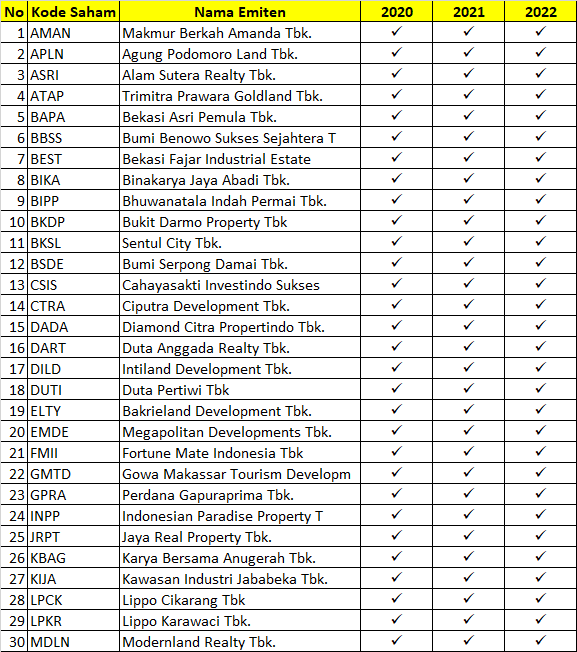 No Kode Saham Nama Emiten 2020 2021 2022
1 AMAN Makmur Berkah Amanda Tbk. ✓ ✓ ✓
2 APLN Agung Podomoro Land Tbk. ✓ ✓ ✓
3 ASRI Alam Sutera Realty Tbk. ✓ ✓ ✓
4 ATAP Trimitra Prawara Goldland Tbk. ✓ ✓ ✓
5 BAPA Bekasi Asri Pemula Tbk. ✓ ✓ ✓
6 BBSS Bumi Benowo Sukses Sejahtera T ✓ ✓ ✓
7 BEST Bekasi Fajar Industrial Estate ✓ ✓ ✓
8 BIKA Binakarya Jaya Abadi Tbk. ✓ ✓ ✓
9 BIPP Bhuwanatala Indah Permai Tbk. ✓ ✓ ✓
10 BKDP Bukit Darmo Property Tbk ✓ ✓ ✓
11 BKSL Sentul City Tbk. ✓ ✓ ✓
12 BSDE Bumi Serpong Damai Tbk. ✓ ✓ ✓
13 CSIS Cahayasakti Investindo Sukses ✓ ✓ ✓
14 CTRA Ciputra Development Tbk. ✓ ✓ ✓
15 DADA Diamond Citra Propertindo Tbk. ✓ ✓ ✓
16 DART Duta Anggada Realty Tbk. ✓ ✓ ✓
17 DILD Intiland Development Tbk. ✓ ✓ ✓
18 DUTI Duta Pertiwi Tbk ✓ ✓ ✓
19 ELTY Bakrieland Development Tbk. ✓ ✓ ✓
20 EMDE Megapolitan Developments Tbk. ✓ ✓ ✓
21 FMII Fortune Mate Indonesia Tbk ✓ ✓ ✓
22 GMTD Gowa Makassar Tourism Developm ✓ ✓ ✓
23 GPRA Perdana Gapuraprima Tbk. ✓ ✓ ✓
24 INPP Indonesian Paradise Property T ✓ ✓ ✓
25 JRPT Jaya Real Property Tbk. ✓ ✓ ✓
26 KBAG Karya Bersama Anugerah Tbk. ✓ ✓ ✓
27 KIJA Kawasan Industri Jababeka Tbk. ✓ ✓ ✓
28 LPCK Lippo Cikarang Tbk ✓ ✓ ✓
29 LPKR Lippo Karawaci Tbk. ✓ ✓ ✓
30 MDLN Modernland Realty Tbk. ✓ ✓ ✓